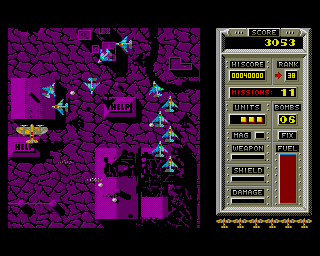 SCORE
3053
HISCORE
00040000
RANK
38
MISSIONS: 11
UNITS
BOMBS
06
MAG
FIX
WEAPON
FUEL
SHIELD
DAMAGE
HELP
HELP